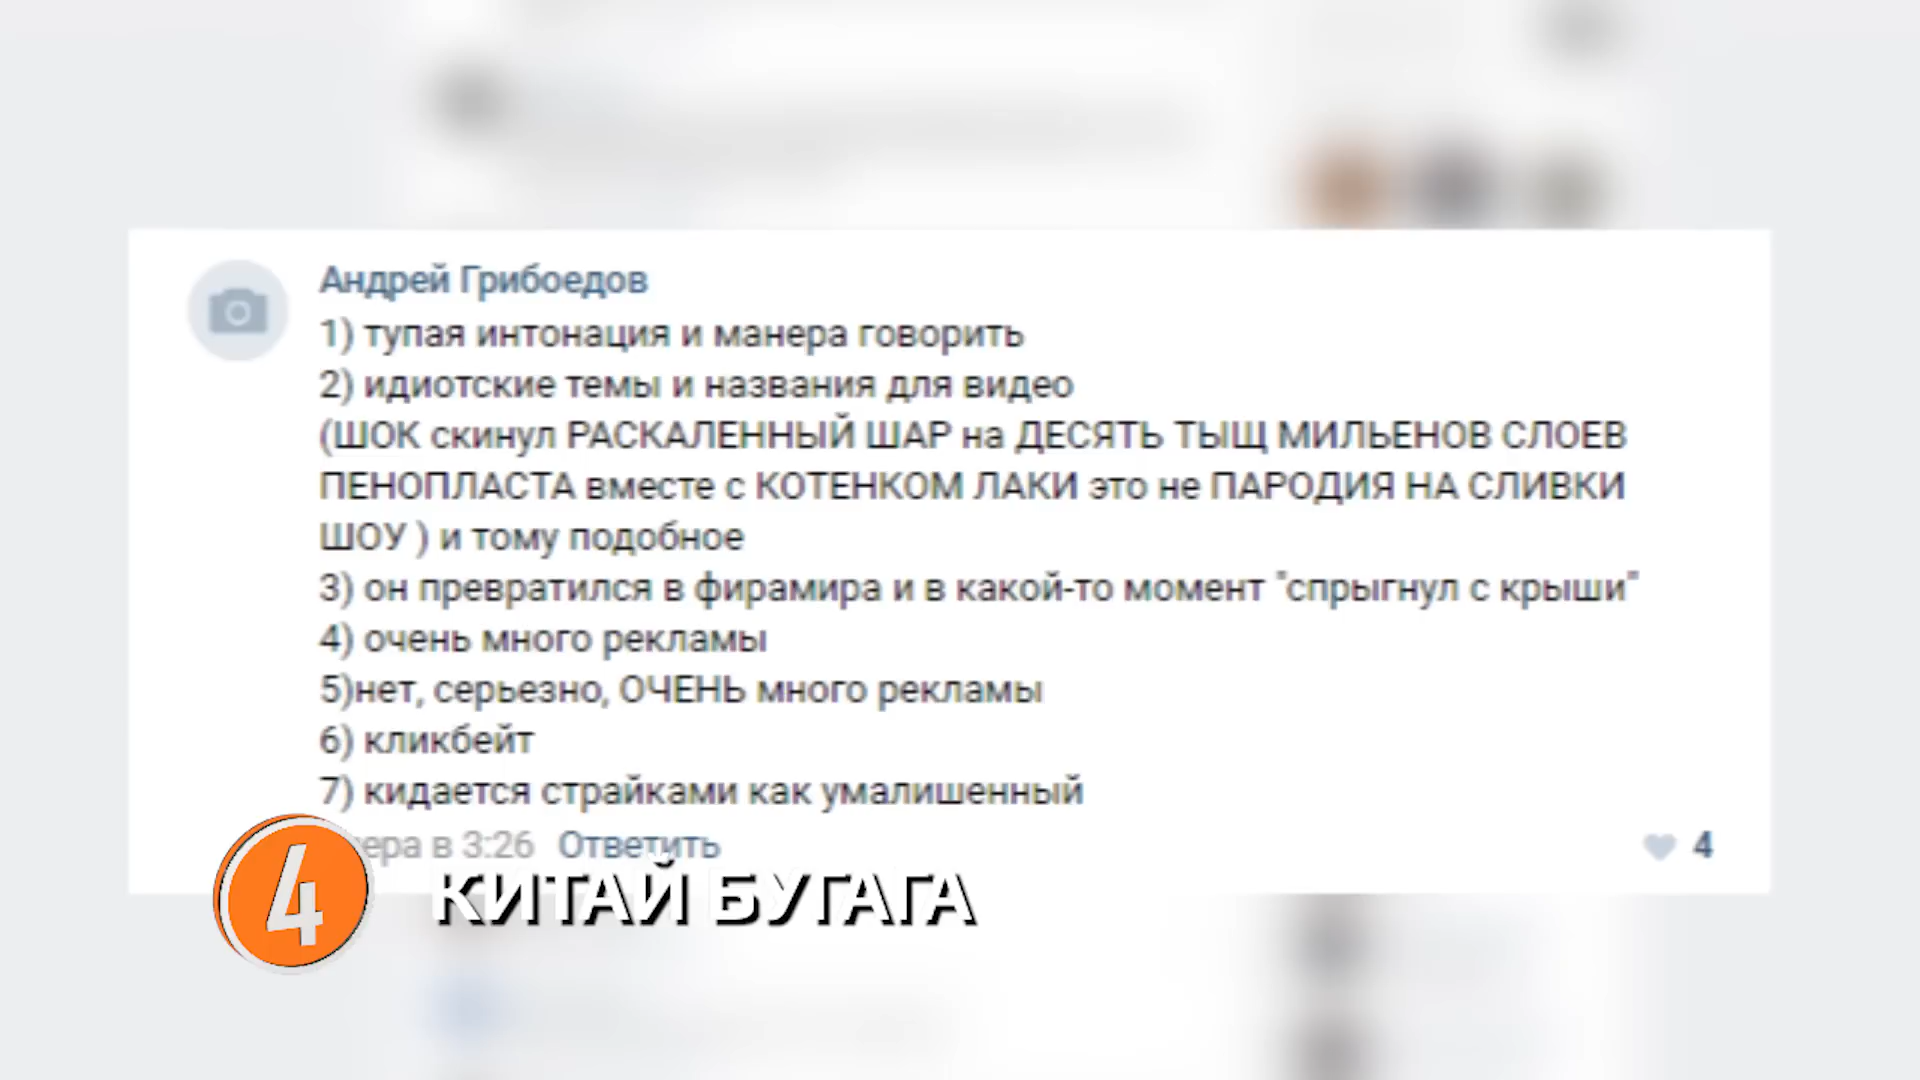 Андрей Грибоедов
1) тупая интонация и манера говорить
2) идиотские темы и названия для видео
(ШОК скинул РАСКАЛЕННЫЙ ШАР на ДЕСЯТЬ ТЫЩ МИЛЬЕНОВ СЛОЕВ
ПЕНОПЛАСТА вместе с КОТЕНКОМ ЛАКИ это не ПАРОДИЯ НА СЛИВКИ
ШОУ ) и тому подобное
3) он превратился в фирамира и в какой-то момент "спрыгнул с крыши"
4) очень много рекламы
5)нет, серьезно, ОЧЕНЬ много рекламы
6) кликбейт
7) кидается страйками как умалишенный
в 3:26 Ответить 4
4 КИТАЙ БУГАГА